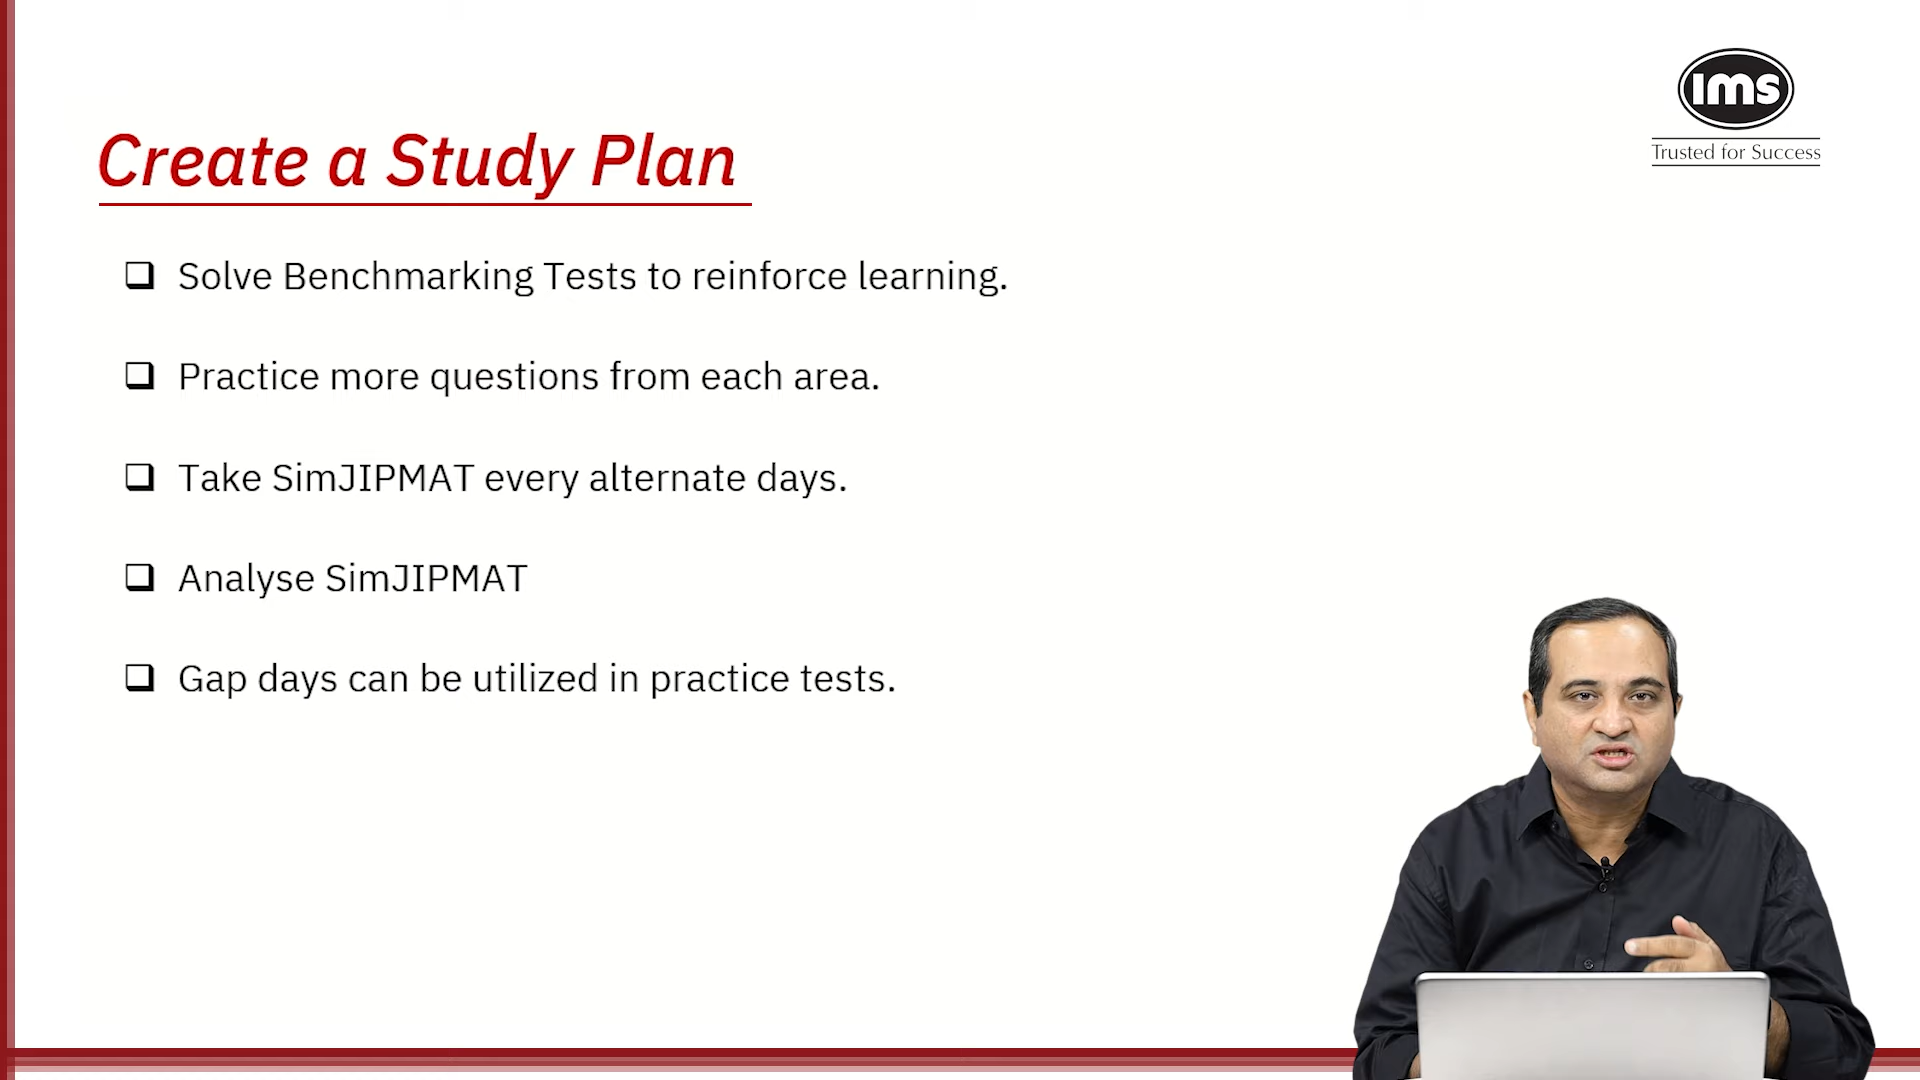 ims
Trusted for Success
Create a Study Plan
Solve Benchmarking Tests to reinforce learning.
Practice more questions from each area.
Take SimJIPMAT every alternate days.
Analyse SimJIPMAT
Gap days can be utilized in practice tests.